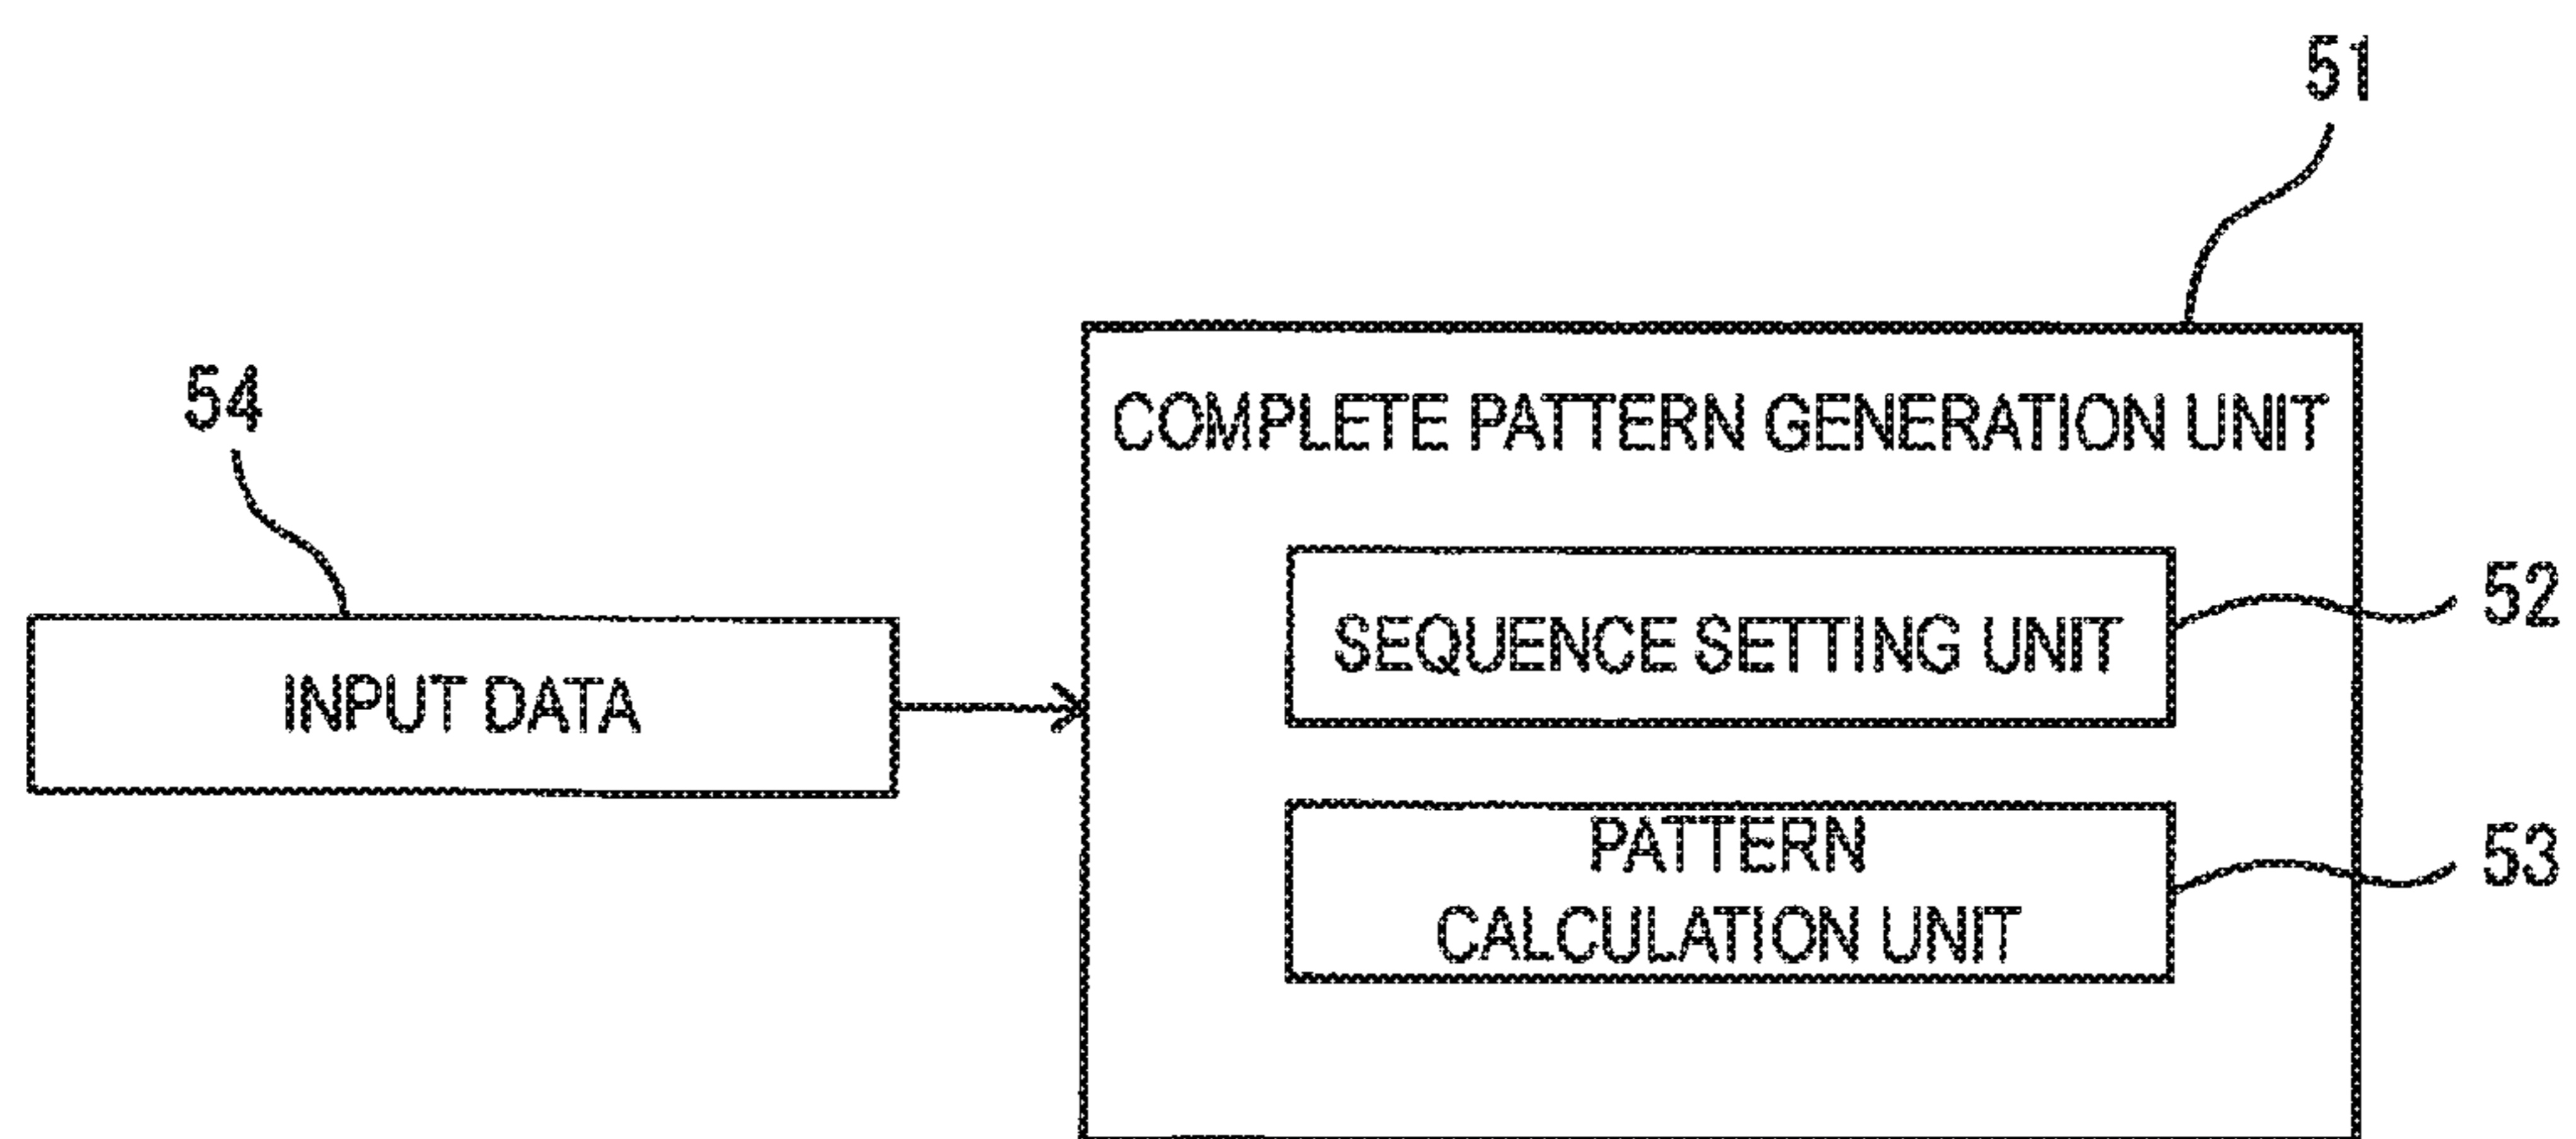 51
54
COMPLETE PATTERN GENERATION UNIT
52
SEQUENCE SETTING UNIT
INPUT DATA
PATTERN
CALCULATION UNIT
53